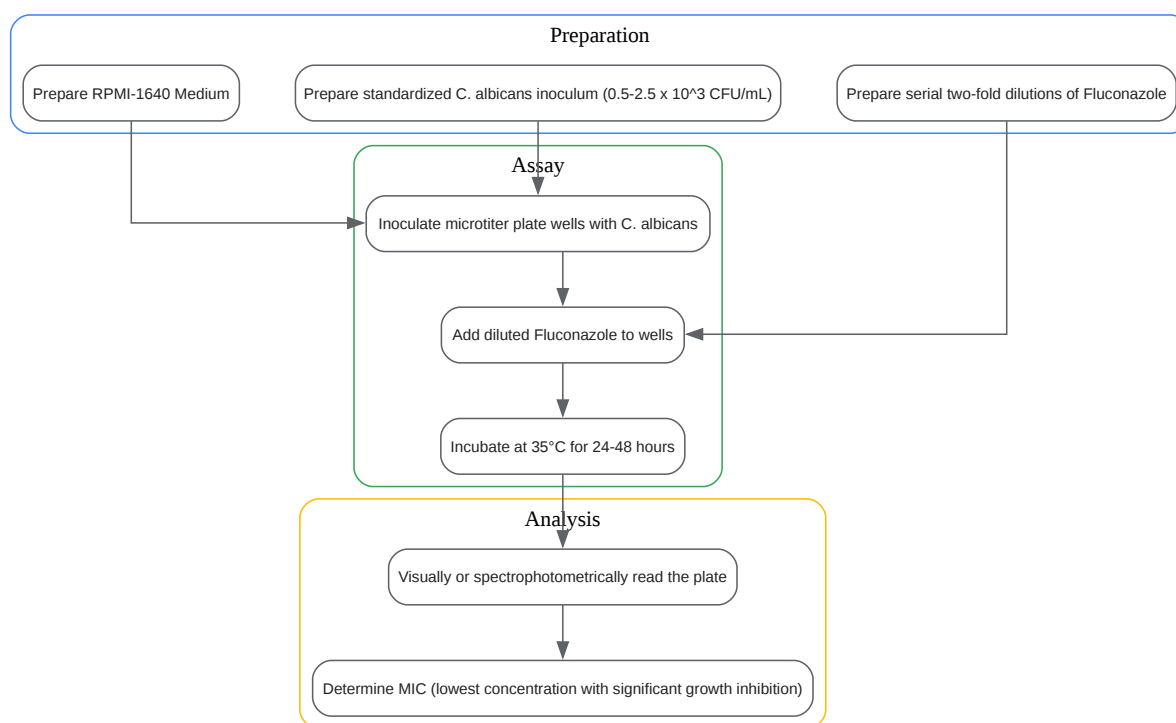 Preparation
Prepare RPMI-1640 Medium
Prepare standardized C. albicans inoculum (0.5-2.5 x 10^3 CFU/mL)
Prepare serial two-fold dilutions of Fluconazole
Assay
Inoculate microtiter plate wells with C. albicans
Add diluted Fluconazole to wells
Incubate at 35°C for 24-48 hours
Analysis
Visually or spectrophotometrically read the plate
Determine MIC (lowest concentration with significant growth inhibition)